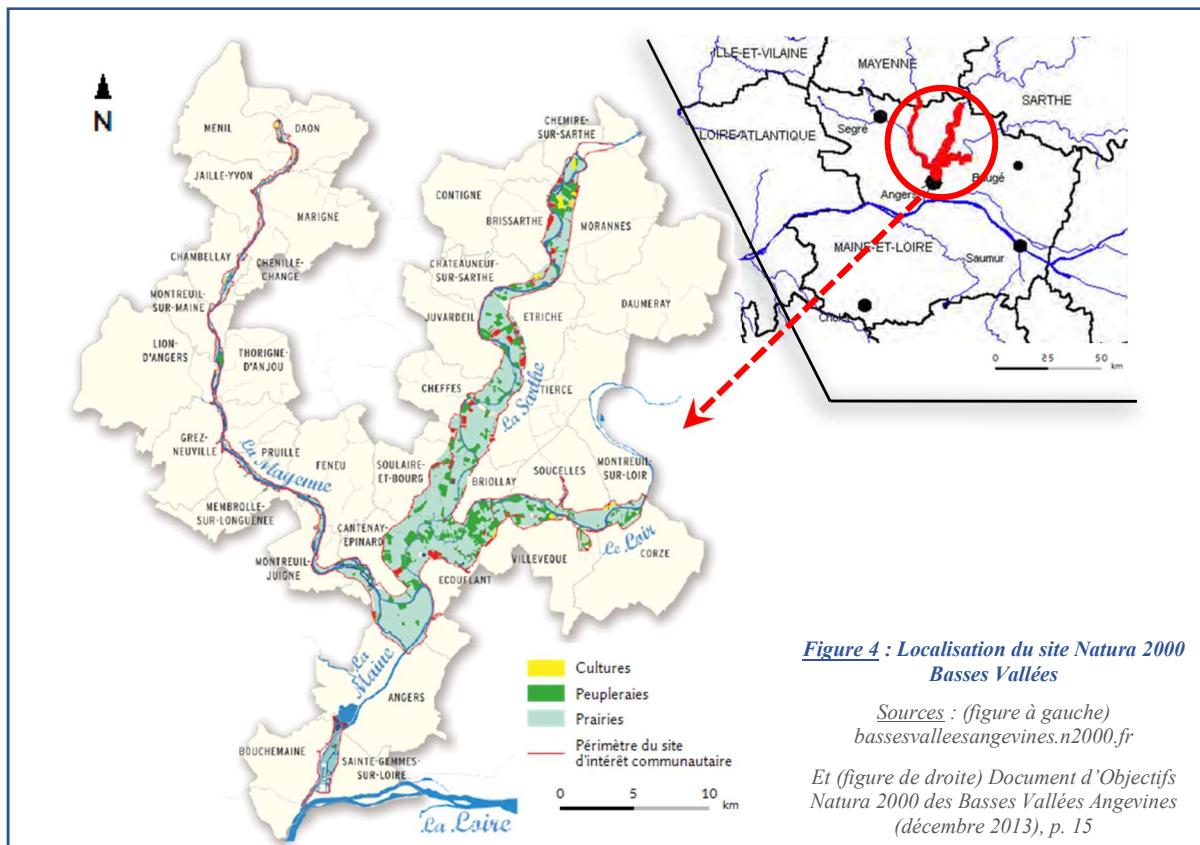 N
MENIL
DAON
JAILLE-YVON
MARIGNE
CHAMBELLAY
CHENILLE-
CHANGE
MONTREUIL-
SUR-MAINE
LION-
D'ANGERS
THORIGNE-
D'ANJOU
GREZ-
NEUVILLE
La Mayenne
PRUILLE
FENEU
MEMBROLLE-
SUR-LONGUENEE
MONTREUIL-
JUIGNE
CHEMIRE-
SUR-SARTHE
CONTIGNE
BRISSARTHE
MORANNES
CHATEAUNEUF-
SUR-SARTHE
DAUMERAY
JUVARDEIL
ETRICHE
CHEFFES
La Sarthe
TIERCE
SOULAIRE-
ET-BOURG
BRIOLLAY
SOUCELLES
MONTREUIL-
SUR-LOIR
CANTENAY-
EPINARD
ECOUFLANT
VILLEVEQUE
Le Loir
CORZE
La
Maine
ANGERS
BOUCHEMAINE
SAINTE-GEMMES-
SUR-LOIRE
La Loire
Cultures
Peupleraies
Prairies
Périmètre du site
d'intérêt communautaire
0 5 10
km
ILLE-ET-VILAINE
MAYENNE
SARTHE
LOIRE-ATLANTIQUE
Segré
Baugé
Angers
MAINE-ET-LOIRE
Saumur
Cholet
0 25 50
km
Figure 4 : Localisation du site Natura 2000
Basses Vallées
Sources : (figure à gauche)
bassesvalleesangevines.n2000.fr
Et (figure de droite) Document d'Objectifs
Natura 2000 des Basses Vallées Angevines
(décembre 2013), p. 15